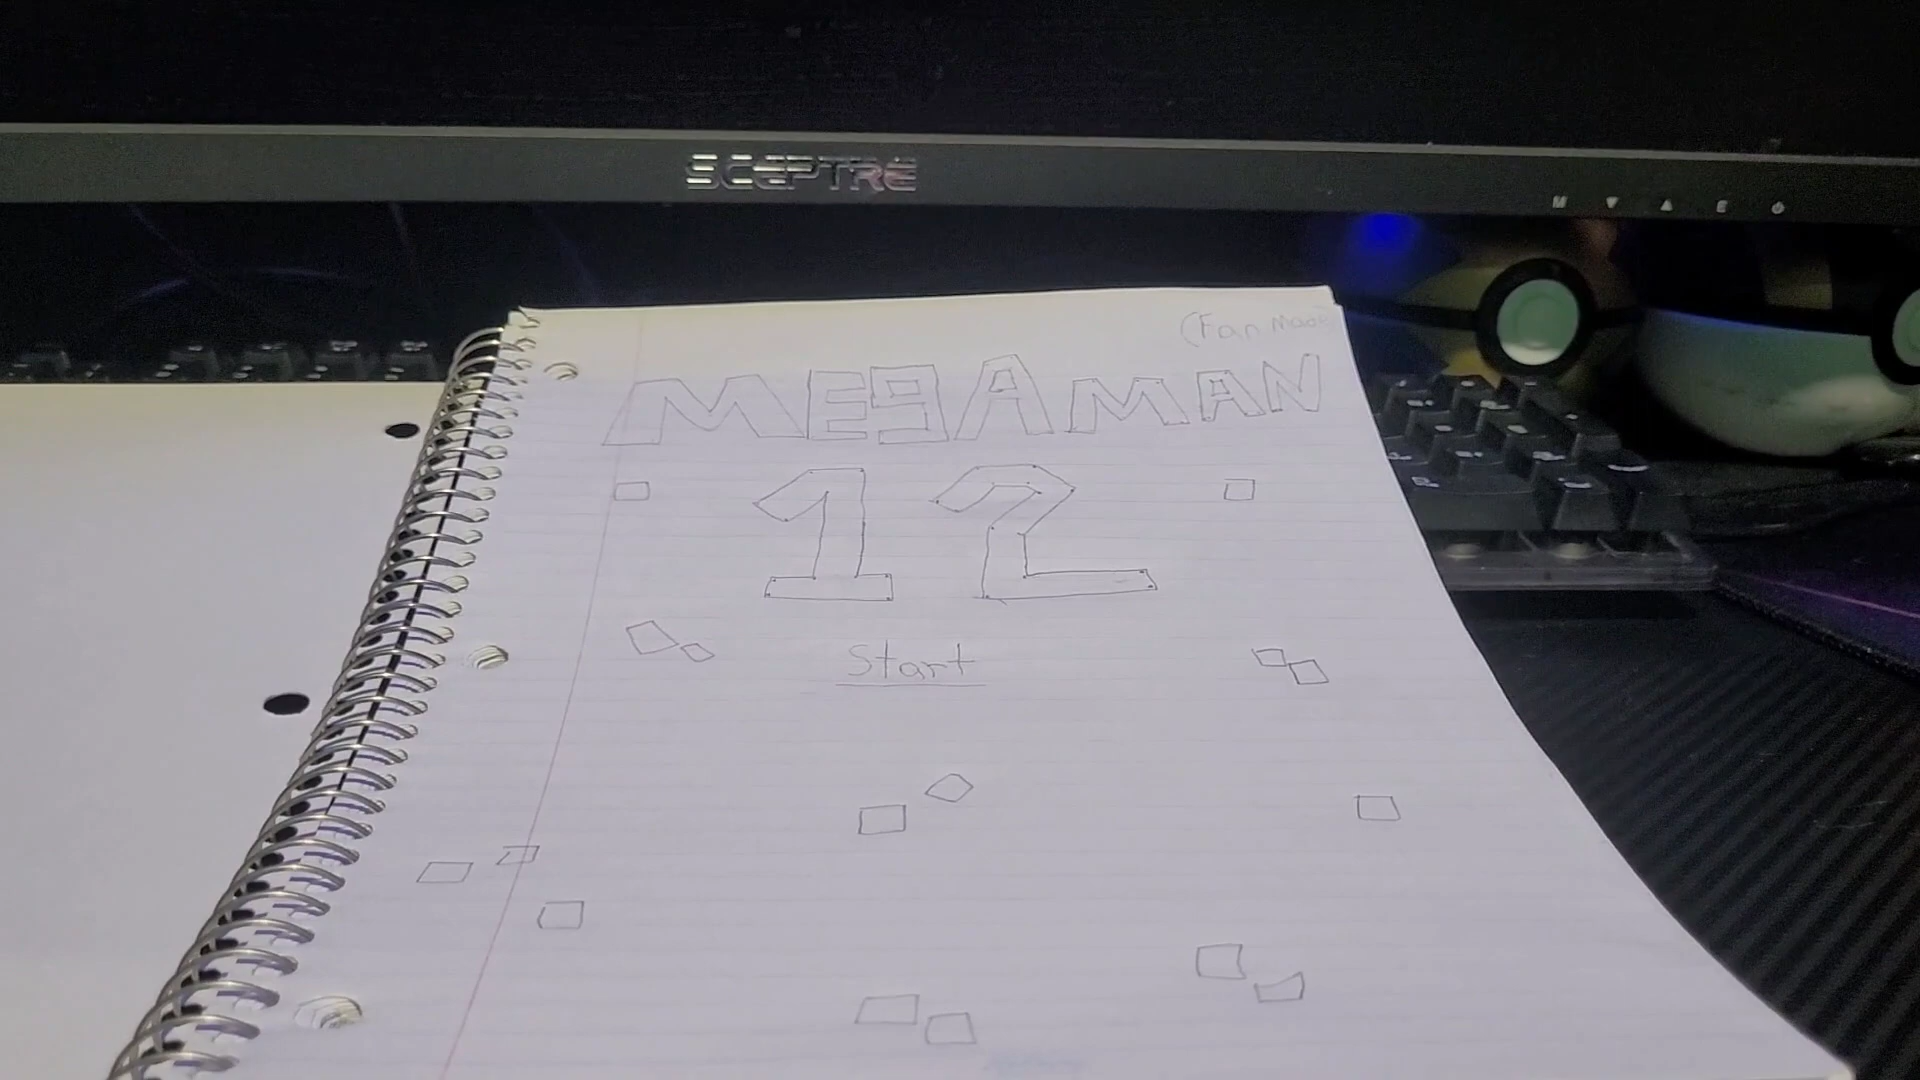 SCEPTRE
M ▼ ▲ E
(Fan Made)
MEGAMAN
12
Start